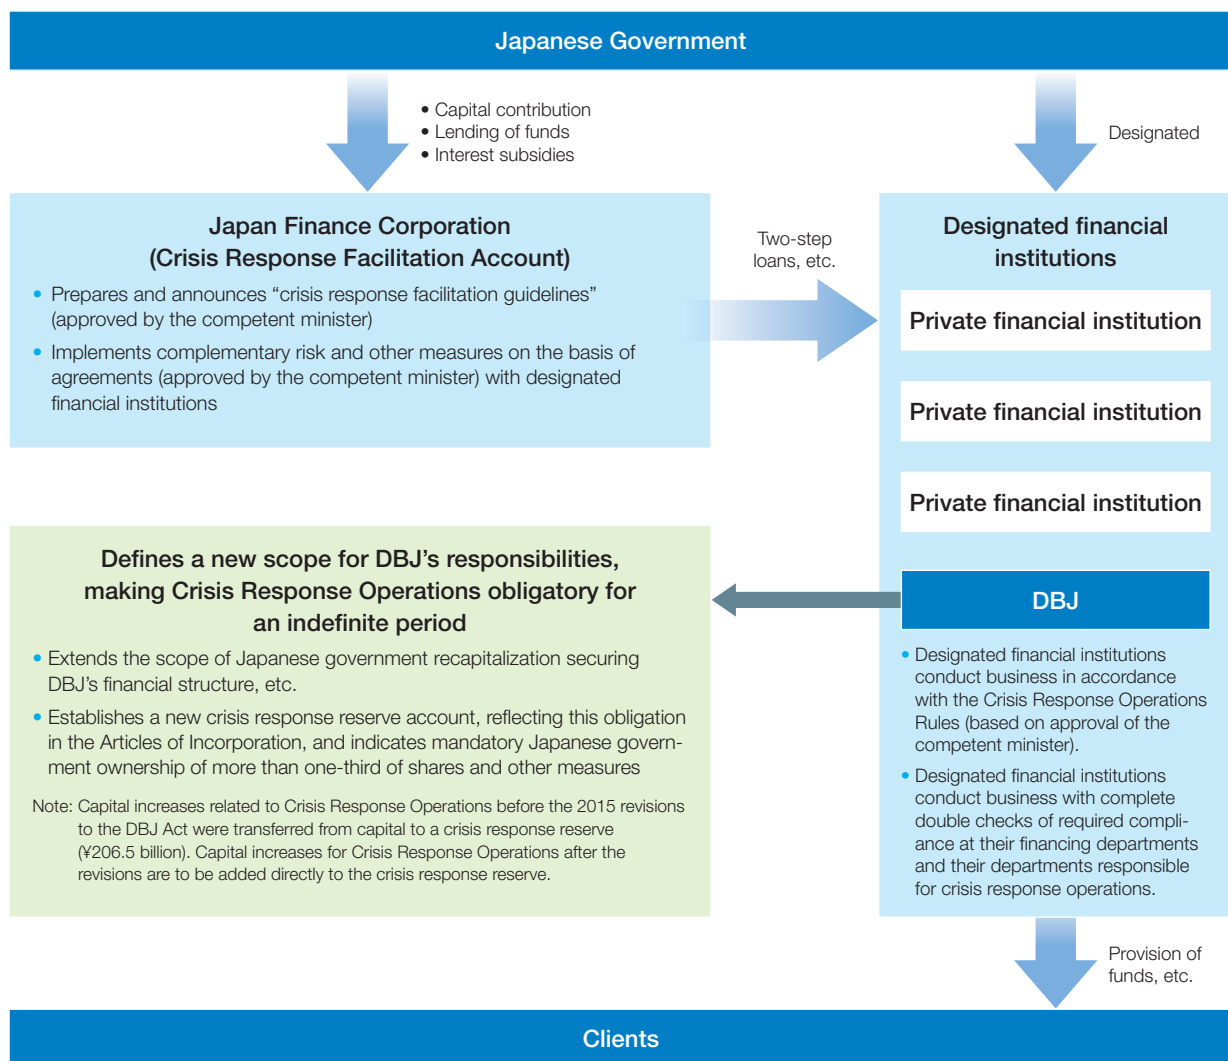 Japanese Government
• Capital contribution
• Lending of funds
• Interest subsidies
Designated
Japan Finance Corporation
(Crisis Response Facilitation Account)
• Prepares and announces “crisis response facilitation guidelines”
(approved by the competent minister)
• Implements complementary risk and other measures on the basis of
agreements (approved by the competent minister) with designated
financial institutions
Two-step
loans, etc.
Designated financial
institutions
Private financial institution
Private financial institution
Private financial institution
DBJ
• Designated financial institutions
conduct business in accordance
with the Crisis Response Operations
Rules (based on approval of the
competent minister).
• Designated financial institutions
conduct business with complete
double checks of required compli-
ance at their financing departments
and their departments responsible
for crisis response operations.
Defines a new scope for DBJ’s responsibilities,
making Crisis Response Operations obligatory for
an indefinite period
• Extends the scope of Japanese government recapitalization securing
DBJ’s financial structure, etc.
• Establishes a new crisis response reserve account, reflecting this obligation
in the Articles of Incorporation, and indicates mandatory Japanese govern-
ment ownership of more than one-third of shares and other measures
Note: Capital increases related to Crisis Response Operations before the 2015 revisions
to the DBJ Act were transferred from capital to a crisis response reserve
(¥206.5 billion). Capital increases for Crisis Response Operations after the
revisions are to be added directly to the crisis response reserve.
Provision of
funds, etc.
Clients